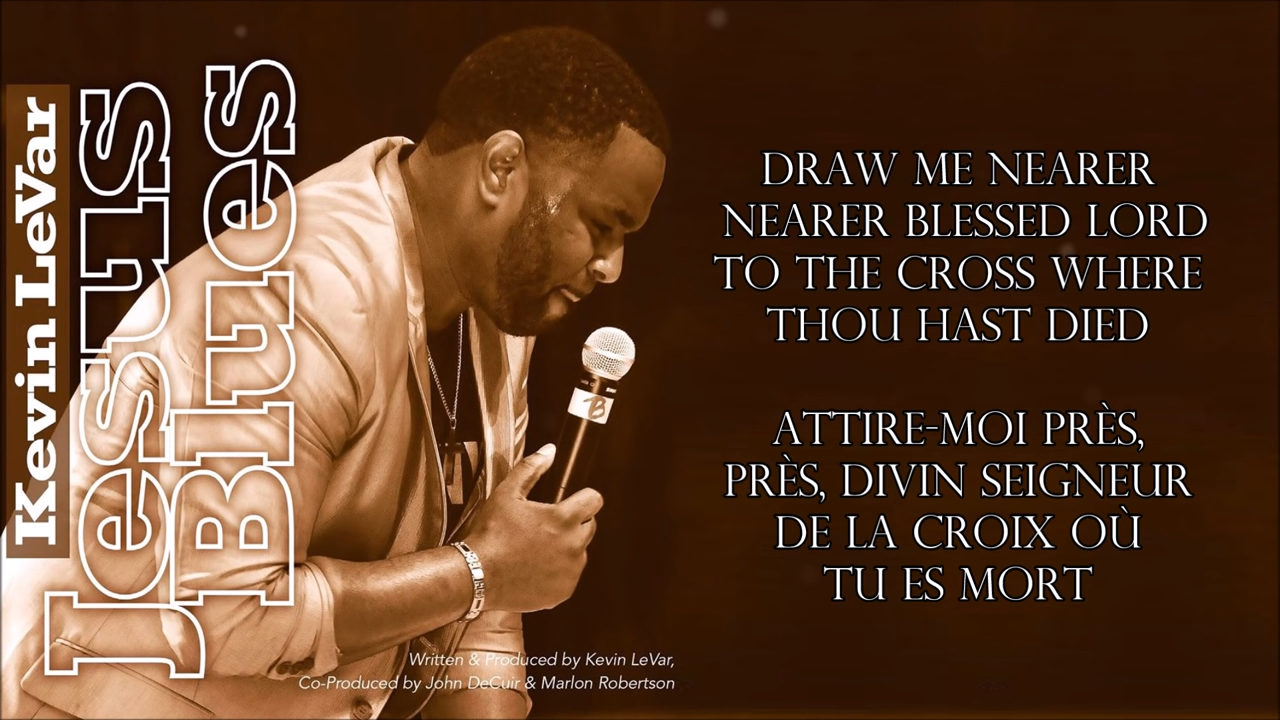 Kevin LeVar
Jesus
Blues
DRAW ME NEARER
NEARER BLESSED LORD
TO THE CROSS WHERE
THOU HAST DIED
ATTIRE-MOI PRÈS,
PRÈS, DIVIN SEIGNEUR
DE LA CROIX OÙ
TU ES MORT
Written & Produced by Kevin LeVar,
Co-Produced by John DeCuir & Marlon Robertson